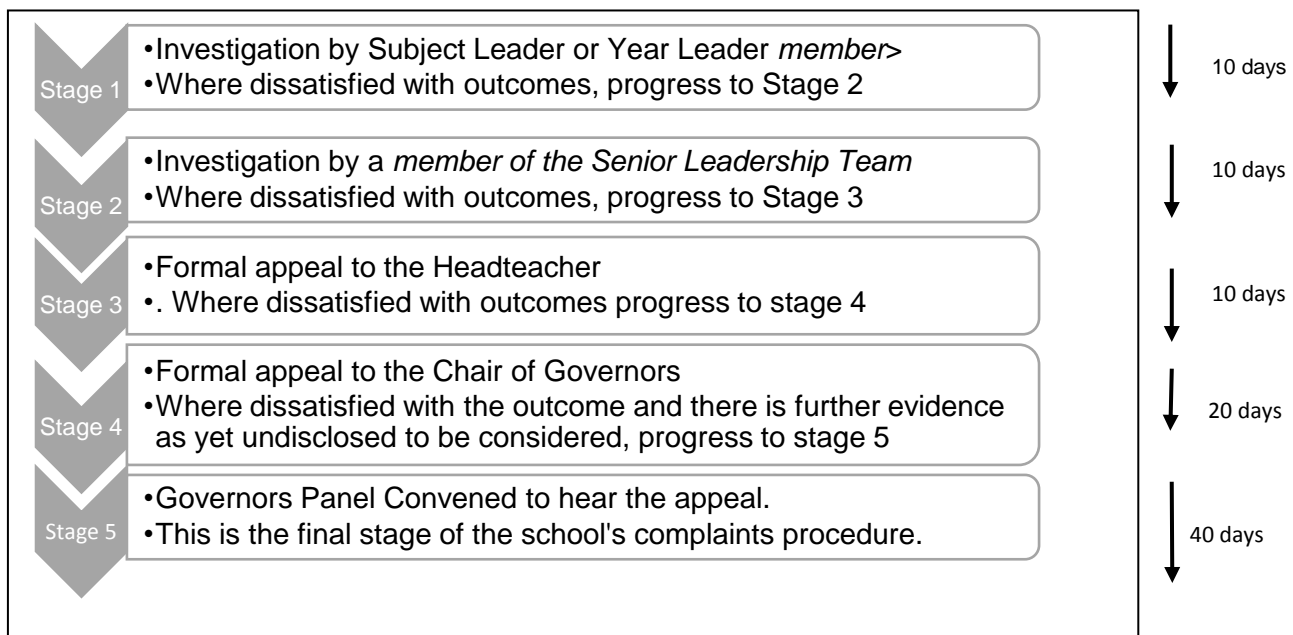 Stage 1
•Investigation by Subject Leader or Year Leader member>
•Where dissatisfied with outcomes, progress to Stage 2
10 days
Stage 2
•Investigation by a member of the Senior Leadership Team
•Where dissatisfied with outcomes, progress to Stage 3
10 days
Stage 3
•Formal appeal to the Headteacher
•. Where dissatisfied with outcomes progress to stage 4
10 days
Stage 4
•Formal appeal to the Chair of Governors
•Where dissatisfied with the outcome and there is further evidence
as yet undisclosed to be considered, progress to stage 5
20 days
Stage 5
•Governors Panel Convened to hear the appeal.
•This is the final stage of the school's complaints procedure.
40 days